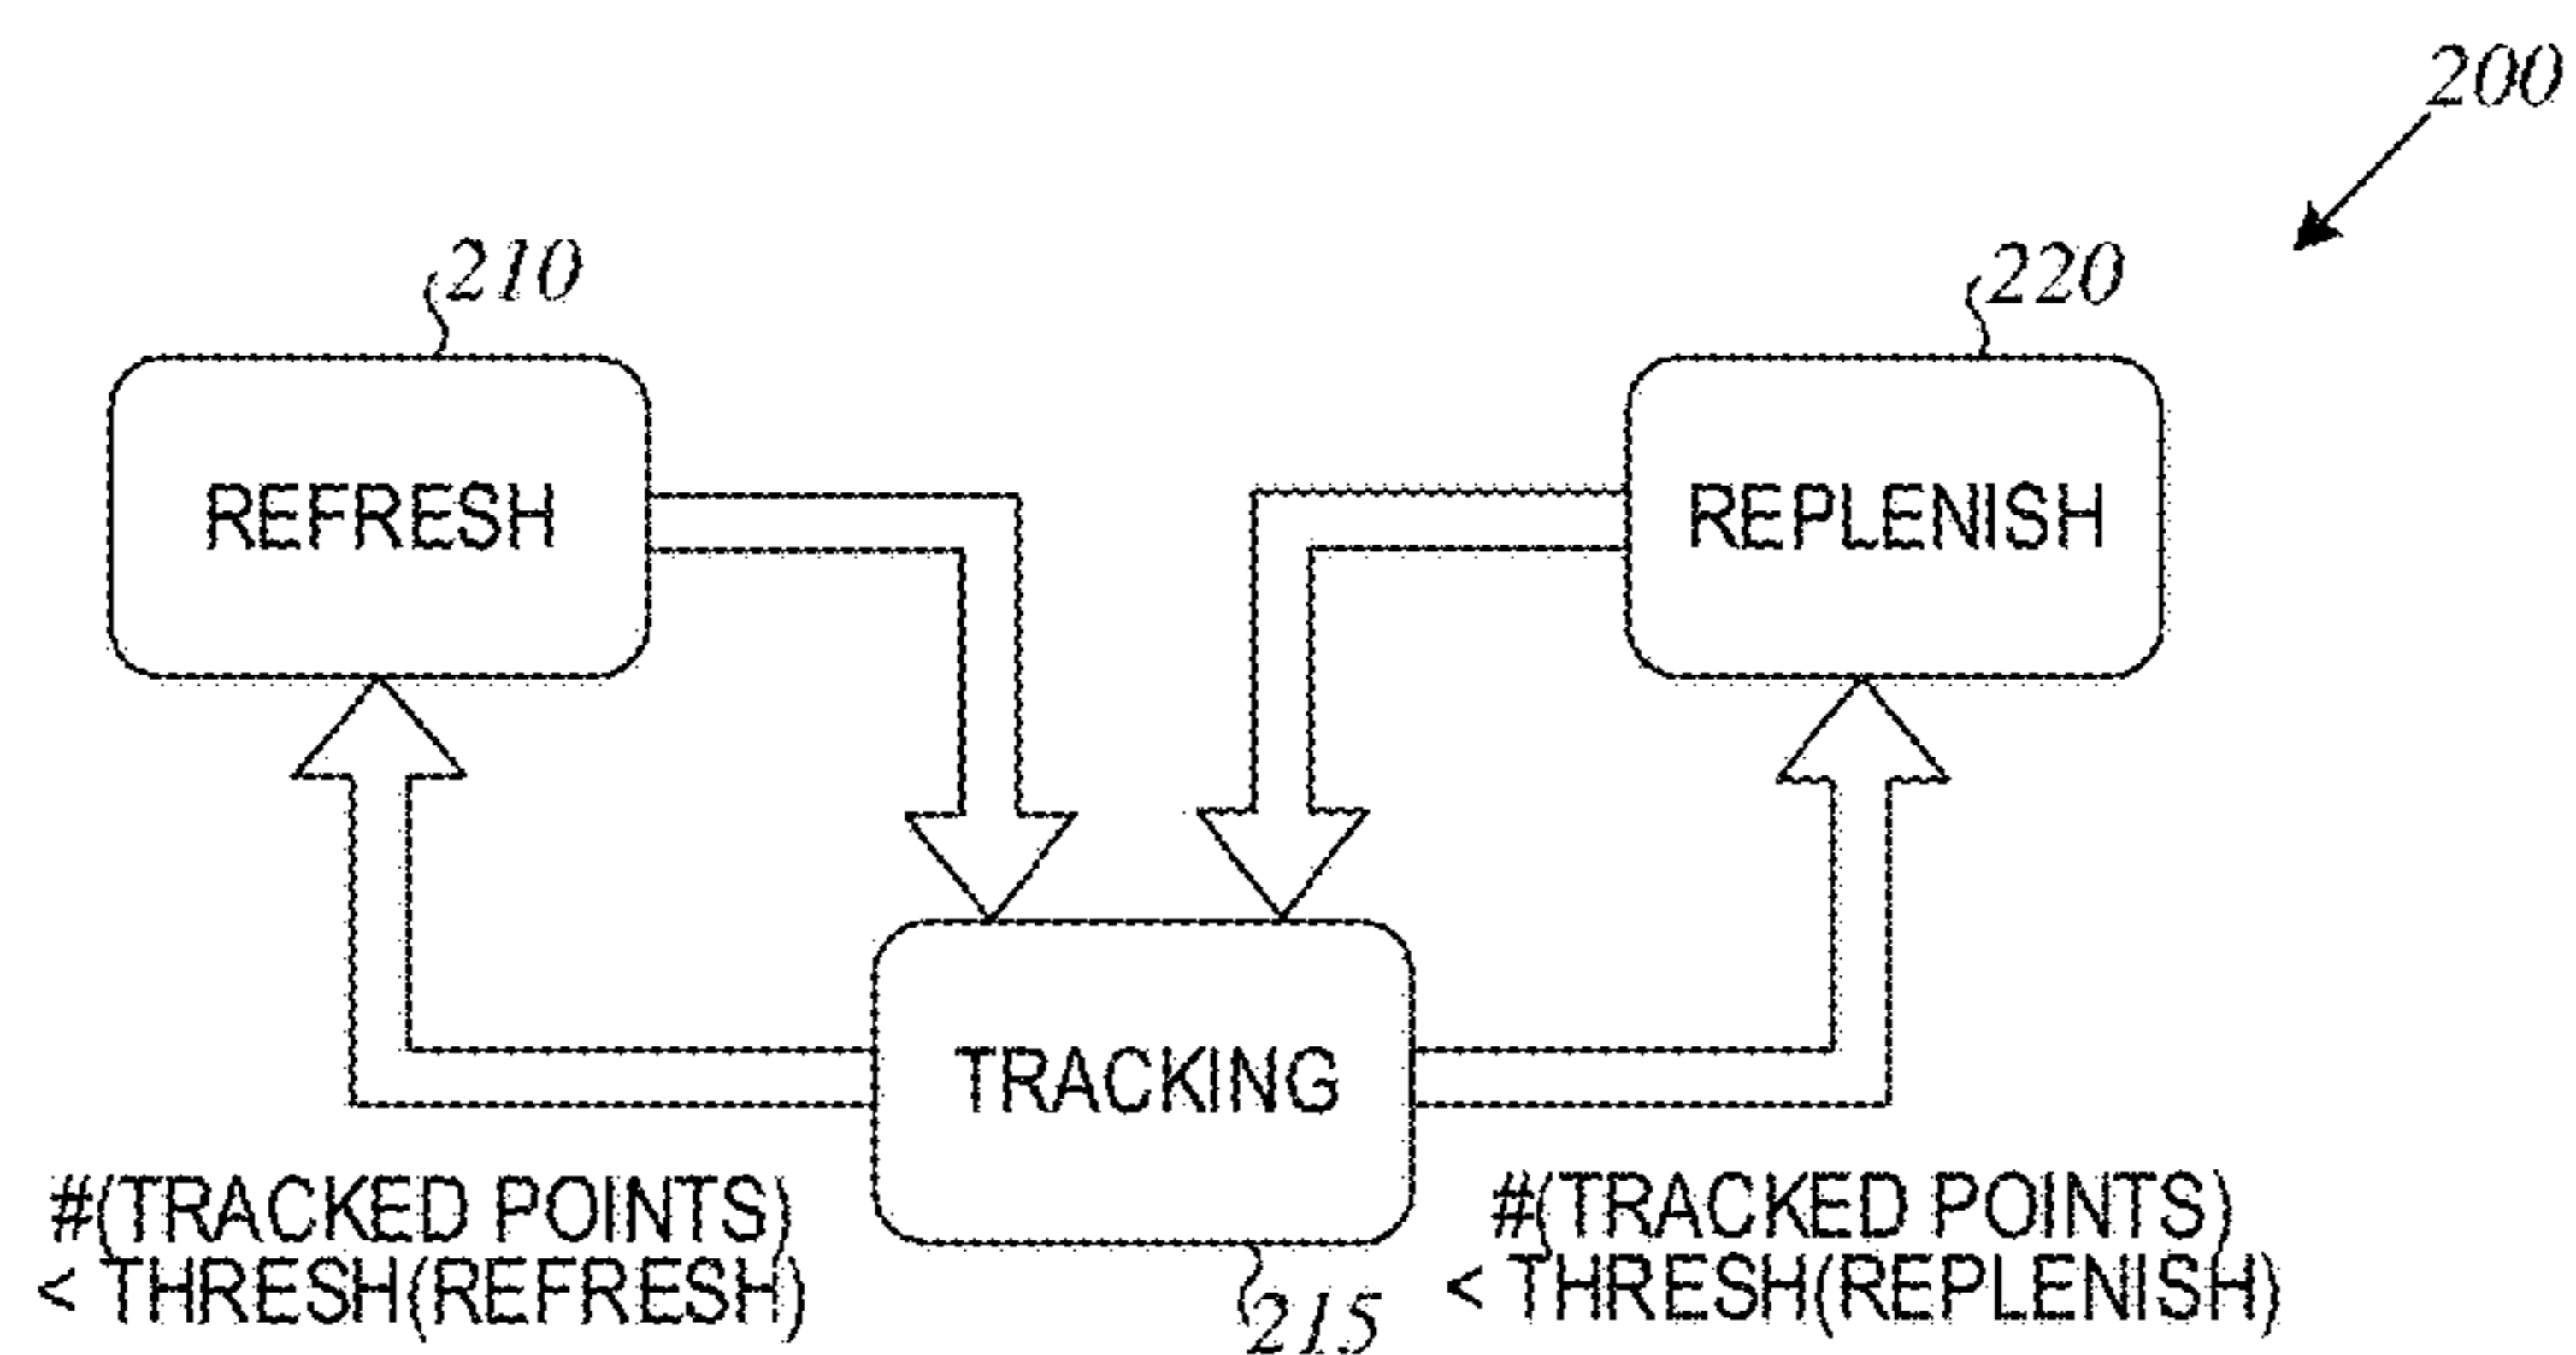 200
210
220
REFRESH
REPLENISH
TRACKING
#(TRACKED POINTS)
< THRESH(REFRESH)
#(TRACKED POINTS)
< THRESH(REPLENISH)
215